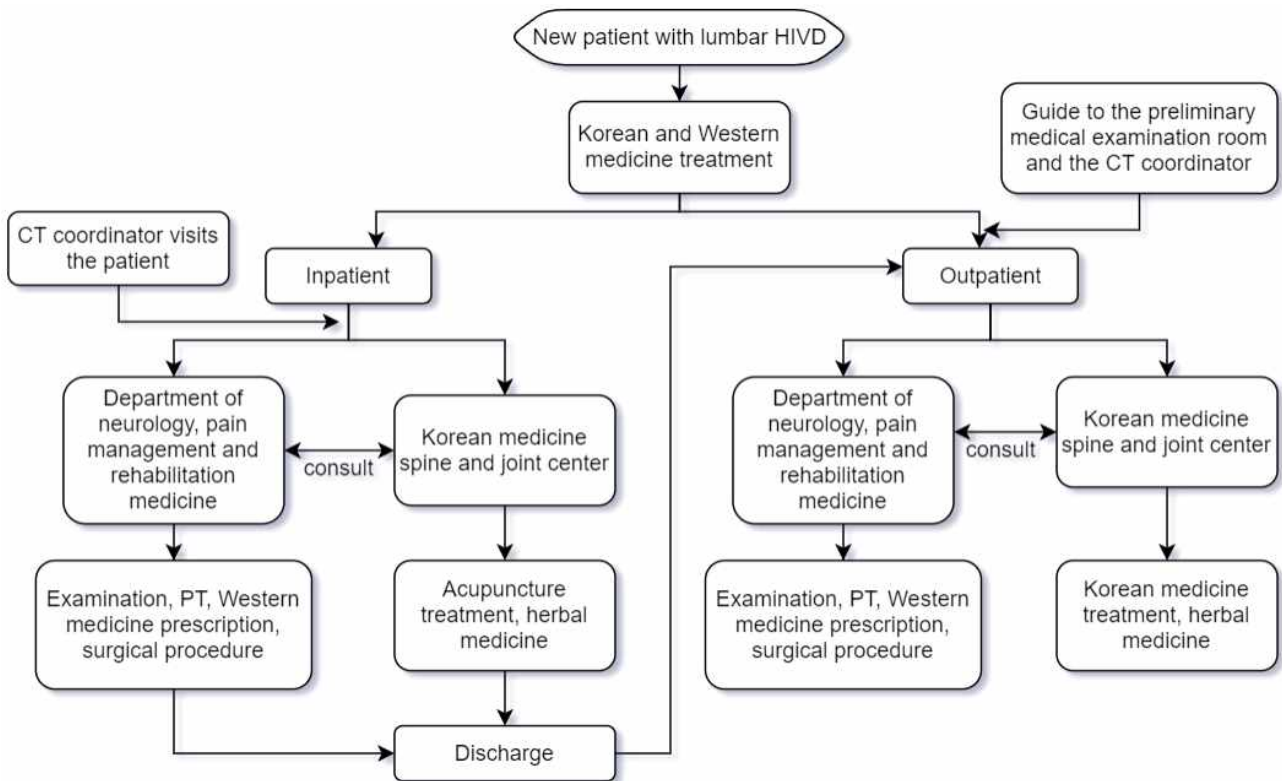 New patient with lumbar HIVD
Korean and Western
medicine treatment
Guide to the preliminary
medical examination room
and the CT coordinator
CT coordinator visits
the patient
Inpatient
Outpatient
Department of
neurology, pain
management and
rehabilitation
medicine
consult
Korean medicine
spine and joint center
Department of
neurology, pain
management and
rehabilitation
medicine
consult
Korean medicine
spine and joint center
Examination, PT, Western
medicine prescription,
surgical procedure
Acupuncture
treatment, herbal
medicine
Examination, PT, Western
medicine prescription,
surgical procedure
Korean medicine
treatment, herbal
medicine
Discharge